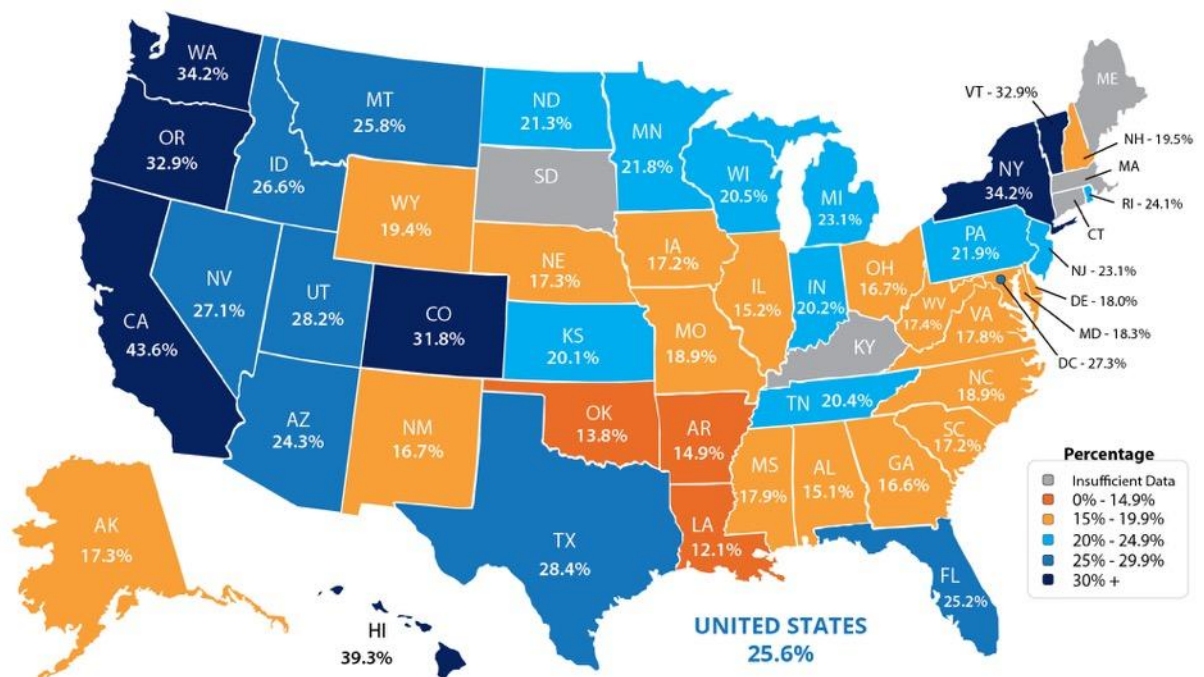 WA
34.2%
OR
32.9%
CA
43.6%
NV
27.1%
ID
26.6%
MT
25.8%
WY
19.4%
UT
28.2%
CO
31.8%
AZ
24.3%
NM
16.7%
ND
21.3%
SD
NE
17.3%
KS
20.1%
OK
13.8%
TX
28.4%
MN
21.8%
IA
17.2%
MO
18.9%
AR
14.9%
LA
12.1%
WI
20.5%
IL
15.2%
MI
23.1%
IN
20.2%
OH
16.7%
KY
TN 20.4%
MS
17.9%
AL
15.1%
GA
16.6%
FL
25.2%
SC
17.2%
NC
18.9%
VA
17.8%
WV
17.4%
PA
21.9%
NY
34.2%
ME
VT - 32.9%
NH - 19.5%
MA
RI - 24.1%
CT
NJ - 23.1%
DE - 18.0%
MD - 18.3%
DC - 27.3%
AK
17.3%
HI
39.3%
UNITED STATES
25.6%
Percentage
Insufficient Data
0% - 14.9%
15% - 19.9%
20% - 24.9%
25% - 29.9%
30% +